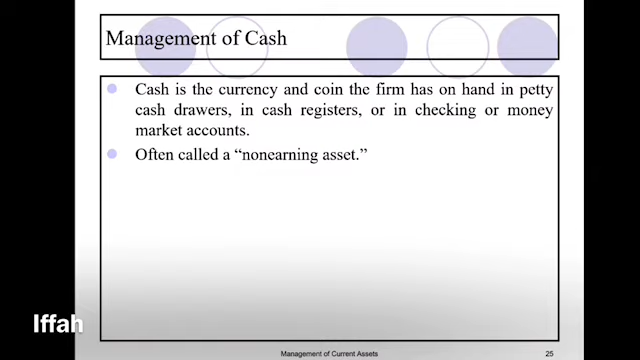 Management of Cash
Cash is the currency and coin the firm has on hand in petty
cash drawers, in cash registers, or in checking or money
market accounts.
Often called a “nonearning asset.”
Iffah
Management of Current Assets
25